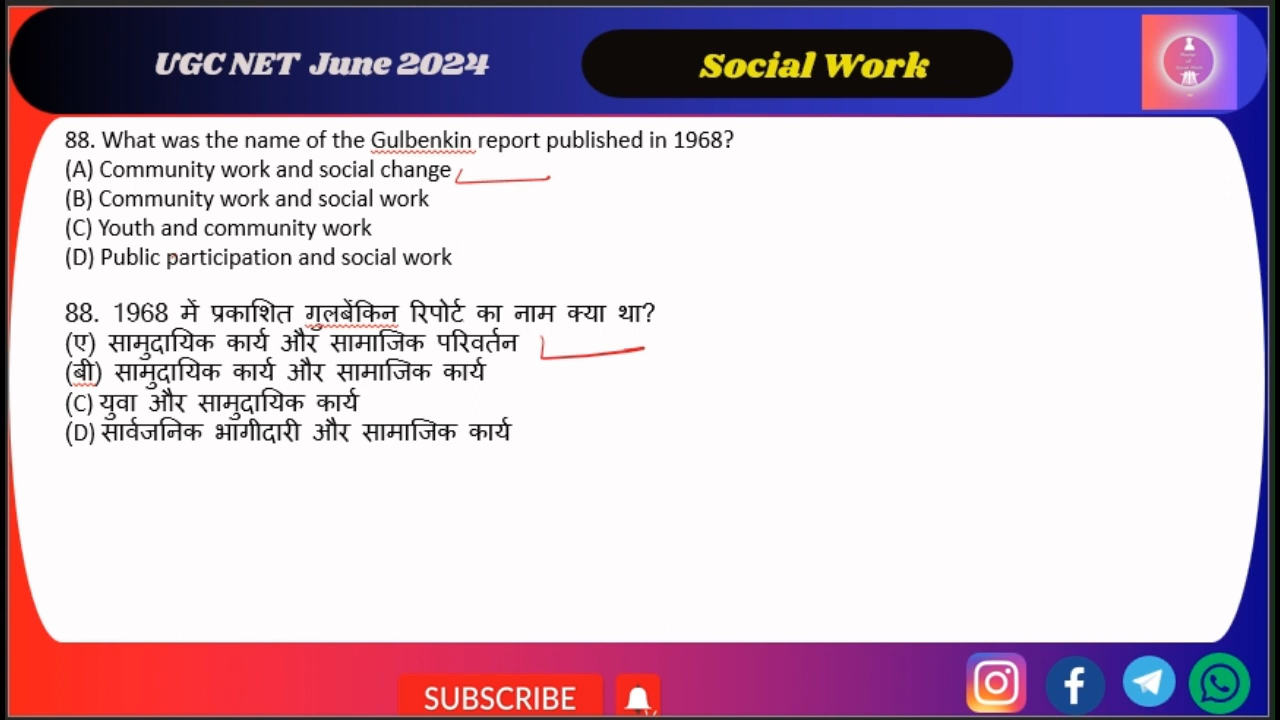 UGC NET June 2024
Social Work
88. What was the name of the Gulbenkin report published in 1968?
(A) Community work and social change
(B) Community work and social work
(C) Youth and community work
(D) Public participation and social work
88. 1968 में प्रकाशित गुलबेंकिन रिपोर्ट का नाम क्या था?
(ए) सामुदायिक कार्य और सामाजिक परिवर्तन
(बी) सामुदायिक कार्य और सामाजिक कार्य
(C) युवा और सामुदायिक कार्य
(D) सार्वजनिक भागीदारी और सामाजिक कार्य
SUBSCRIBE